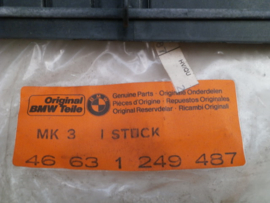 Original
BMW Teile
Genuine Parts · Original Onderdelen
Pièces d'Origine · Repuestos Originales
Original Reservdelar · Ricambi Originali
MK 3 1 STÜCK
46 63 1 249 487